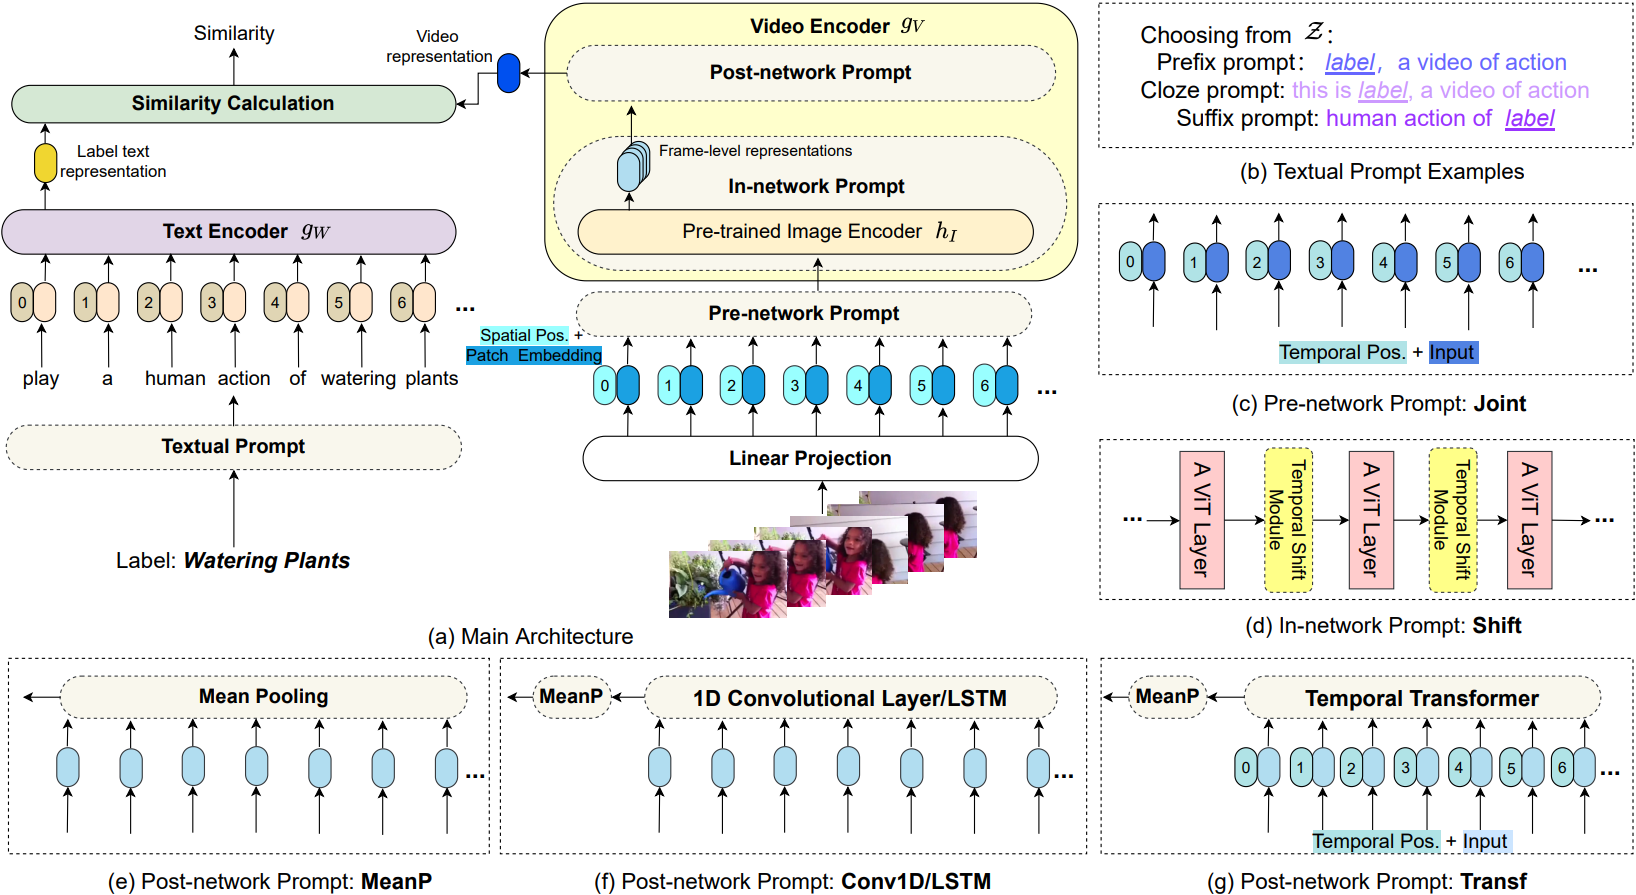 Similarity
Similarity Calculation
Label text
representation
Text Encoder g_W
0 1 2 3 4 5 6 ...
play a human action of watering plants
Textual Prompt
Label: Watering Plants
Video
representation
Video Encoder g_V
Post-network Prompt
Frame-level representations
In-network Prompt
Pre-trained Image Encoder h_I
Pre-network Prompt
Spatial Pos. +
Patch Embedding
0 1 2 3 4 5 6 ...
Linear Projection
(a) Main Architecture
Choosing from Z:
Prefix prompt: label, a video of action
Cloze prompt: this is label, a video of action
Suffix prompt: human action of label
(b) Textual Prompt Examples
0 1 2 3 4 5 6 ...
Temporal Pos. + Input
(c) Pre-network Prompt: Joint
... A ViT Layer Temporal Shift Module A ViT Layer Temporal Shift Module A ViT Layer ...
(d) In-network Prompt: Shift
Mean Pooling
...
(e) Post-network Prompt: MeanP
MeanP 1D Convolutional Layer/LSTM
...
(f) Post-network Prompt: Conv1D/LSTM
MeanP Temporal Transformer
0 1 2 3 4 5 6 ...
Temporal Pos. + Input
(g) Post-network Prompt: Transf